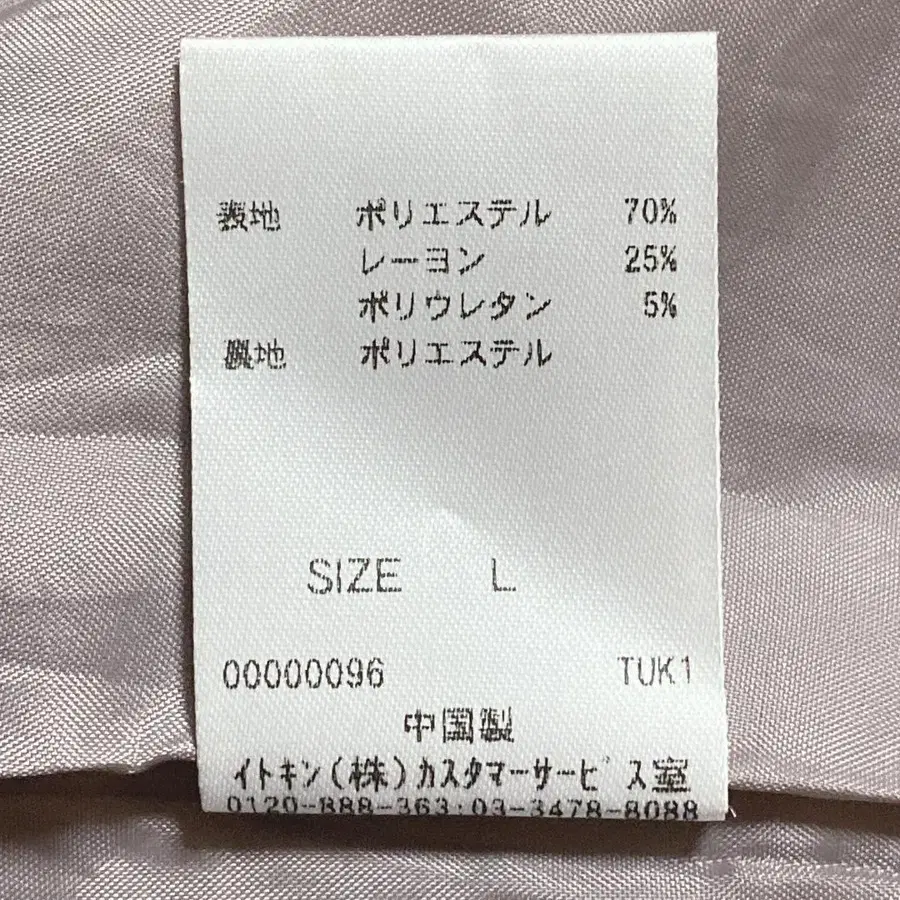 表地 ポリエステル 70%
レーヨン 25%
ポリウレタン 5%
裏地 ポリエステル
SIZE L
00000096 TUK1
中国製
イトキン(株)カスタマーサービス室
0120-888-363:03-3478-8088